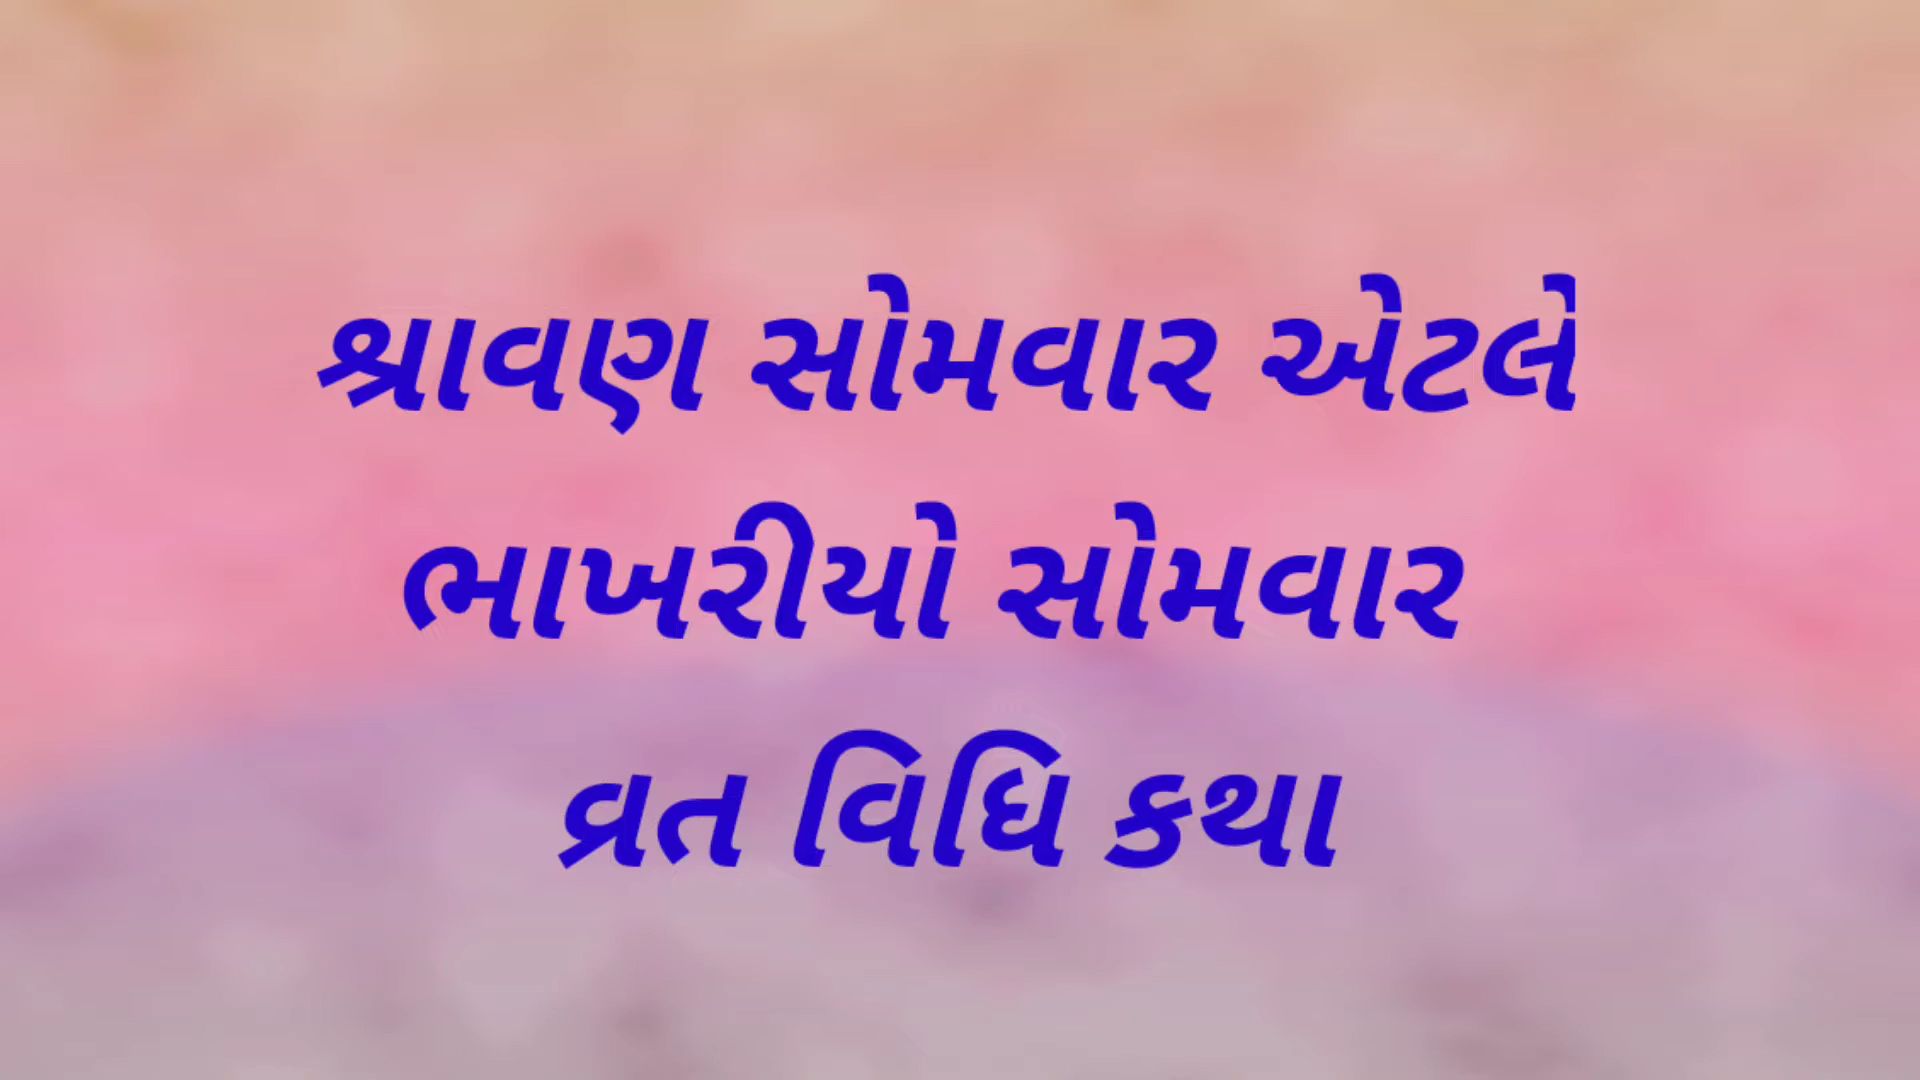 શ્રાવણ સોમવાર એટલે
ભાખરીયો સોમવાર
વ્રત વિધિ કથા